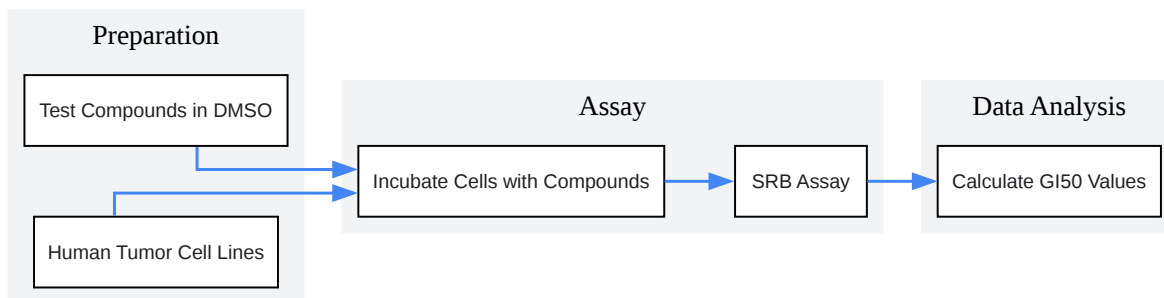 Preparation
Test Compounds in DMSO
Human Tumor Cell Lines
Assay
Incubate Cells with Compounds
SRB Assay
Data Analysis
Calculate GI50 Values